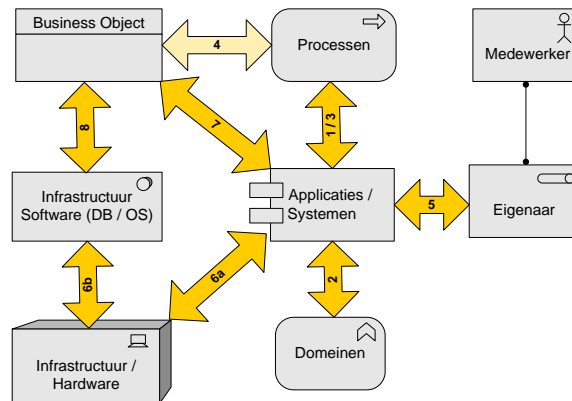 Business Object
4
Processen
Medewerker
8
7
1 / 3
Infrastructuur
Software (DB / OS)
Applicaties /
Systemen
5
Eigenaar
6b
6a
2
Infrastructuur /
Hardware
Domeinen